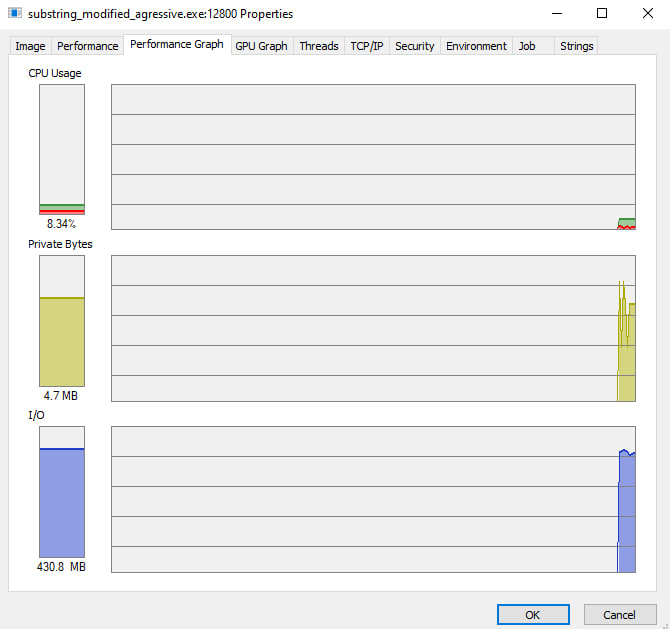 substring_modified_agressive.exe:12800 Properties
Image Performance Performance Graph GPU Graph Threads TCP/IP Security Environment Job Strings
CPU Usage
8.34%
Private Bytes
4.7 MB
I/O
430.8 MB
OK Cancel